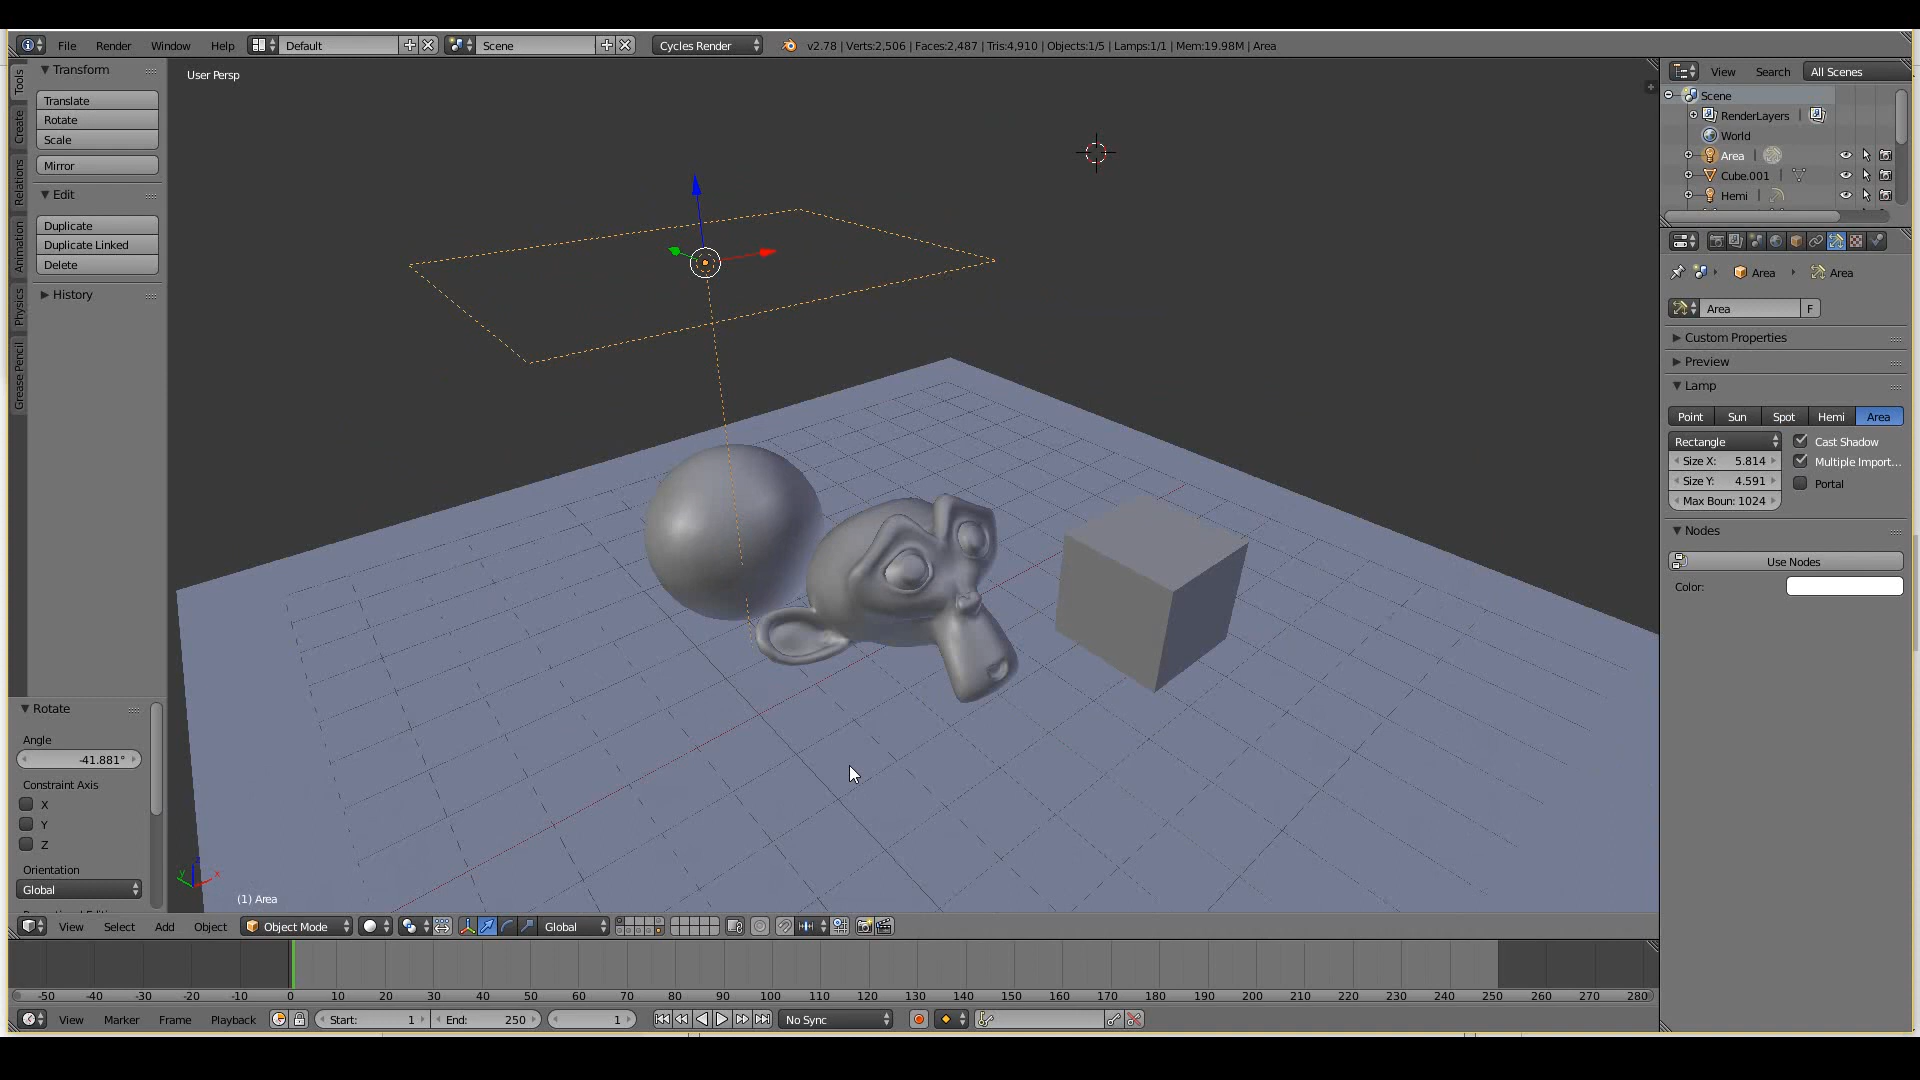 File Render Window Help Default Scene Cycles Render v2.78 | Verts:2,506 | Faces:2,487 | Tris:4,910 | Objects:1/5 | Lamps:1/1 | Mem:19.98M | Area
Tools
Create
Relations
Animation
Physics
Grease Pencil
Transform
Translate
Rotate
Scale
Mirror
Edit
Duplicate
Duplicate Linked
Delete
History
Rotate
Angle
-41.881°
Constraint Axis
X
Y
Z
Orientation
Global
User Persp
(1) Area
View Search All Scenes
Scene
RenderLayers
World
Area
Cube.001
Hemi
Area Area
Area F
Custom Properties
Preview
Lamp
Point Sun Spot Hemi Area
Rectangle Cast Shadow
Size X: 5.814 Multiple Import...
Size Y: 4.591 Portal
Max Boun: 1024
Nodes
Use Nodes
Color:
View Select Add Object Object Mode Global
-50 -40 -30 -20 -10 0 10 20 30 40 50 60 70 80 90 100 110 120 130 140 150 160 170 180 190 200 210 220 230 240 250 260 270 280
View Marker Frame Playback Start: 1 End: 250 1 No Sync